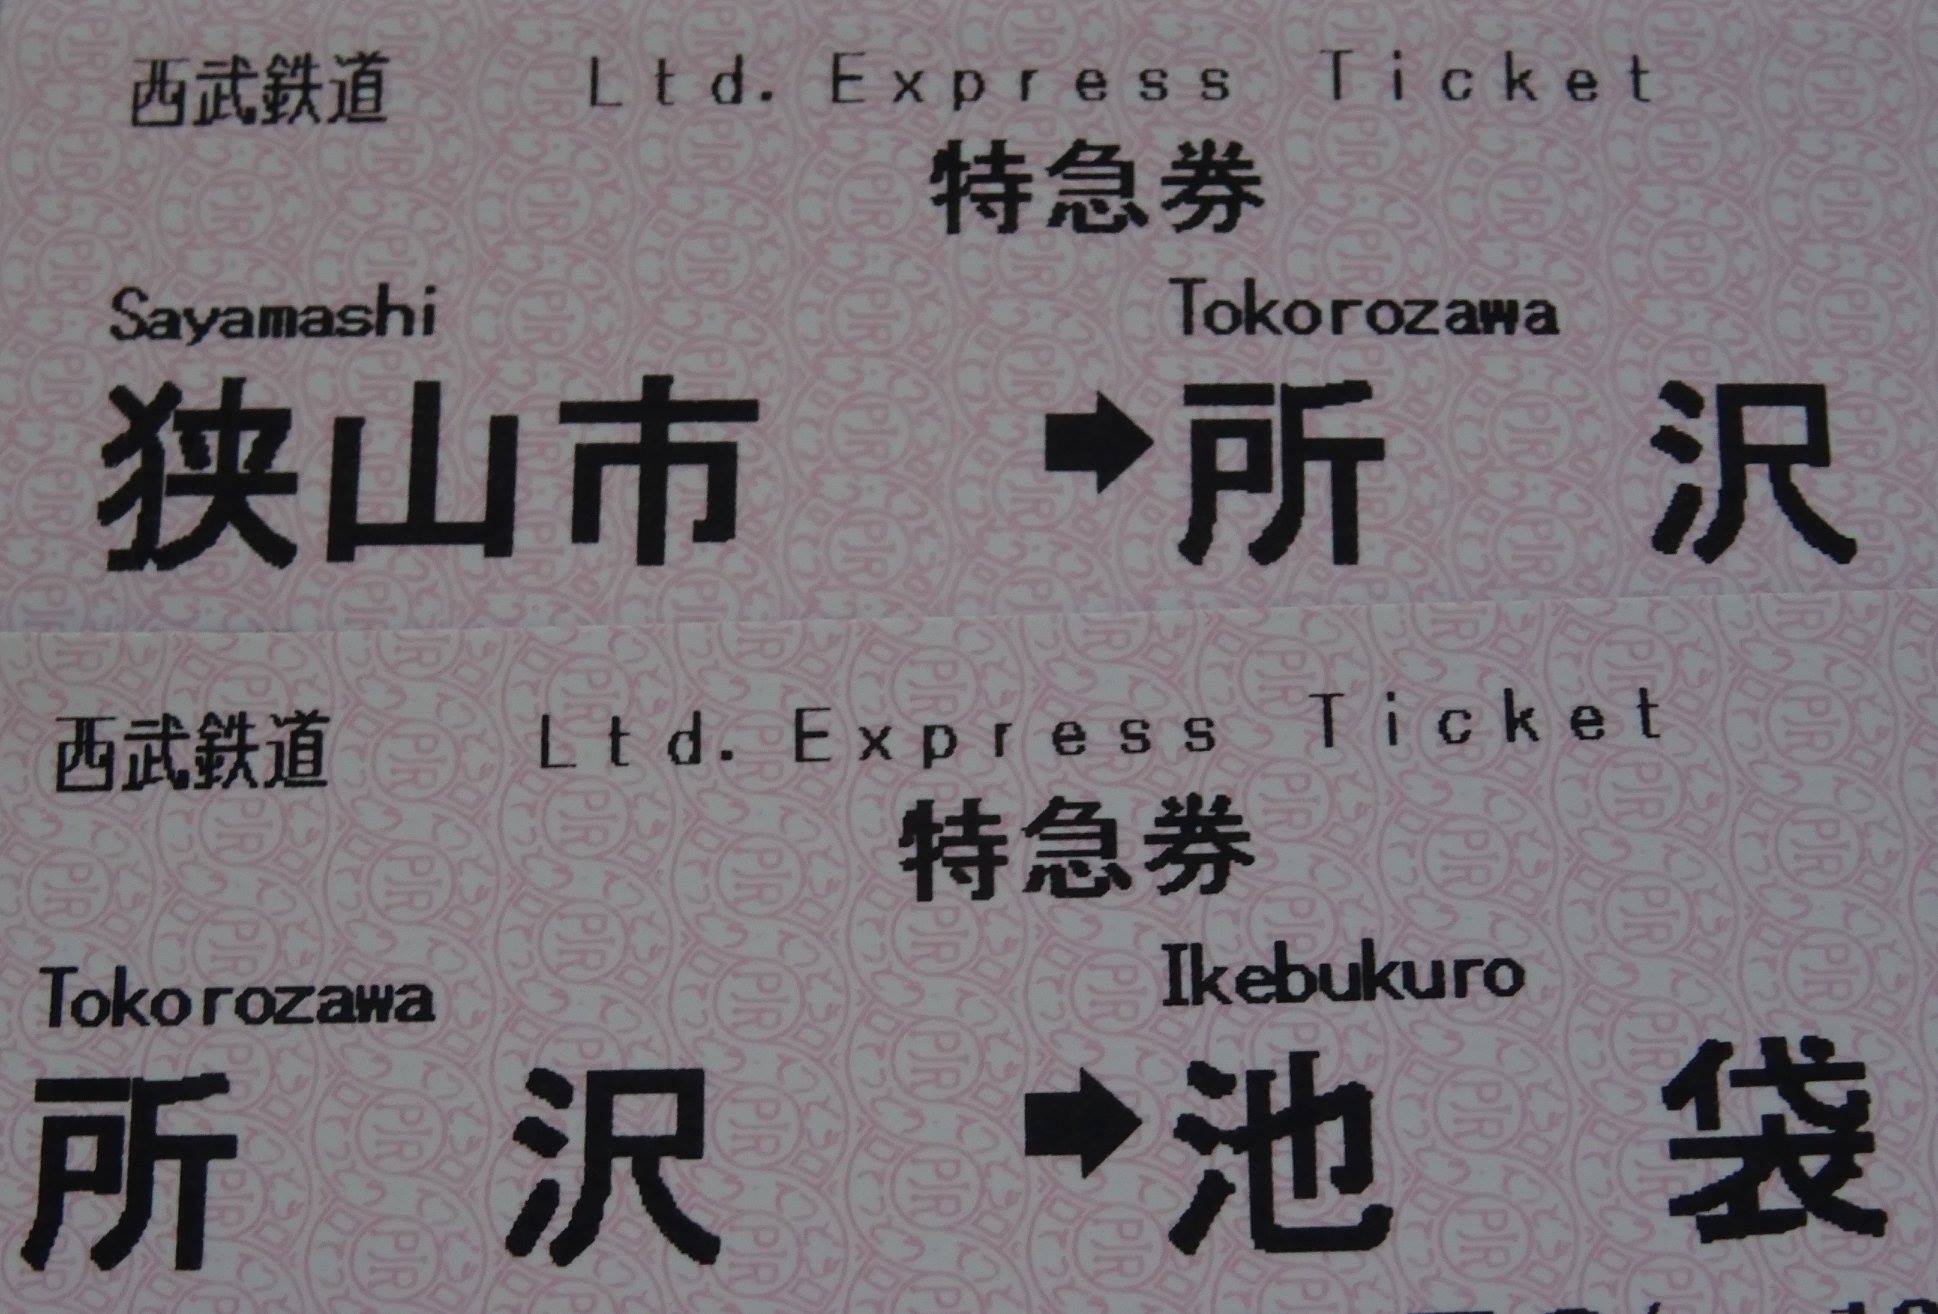 西武鉄道 Ltd. Express Ticket
特急券
Sayamashi Tokorozawa
狭山市 ➡ 所沢
西武鉄道 Ltd. Express Ticket
特急券
Tokorozawa Ikebukuro
所沢 ➡ 池袋